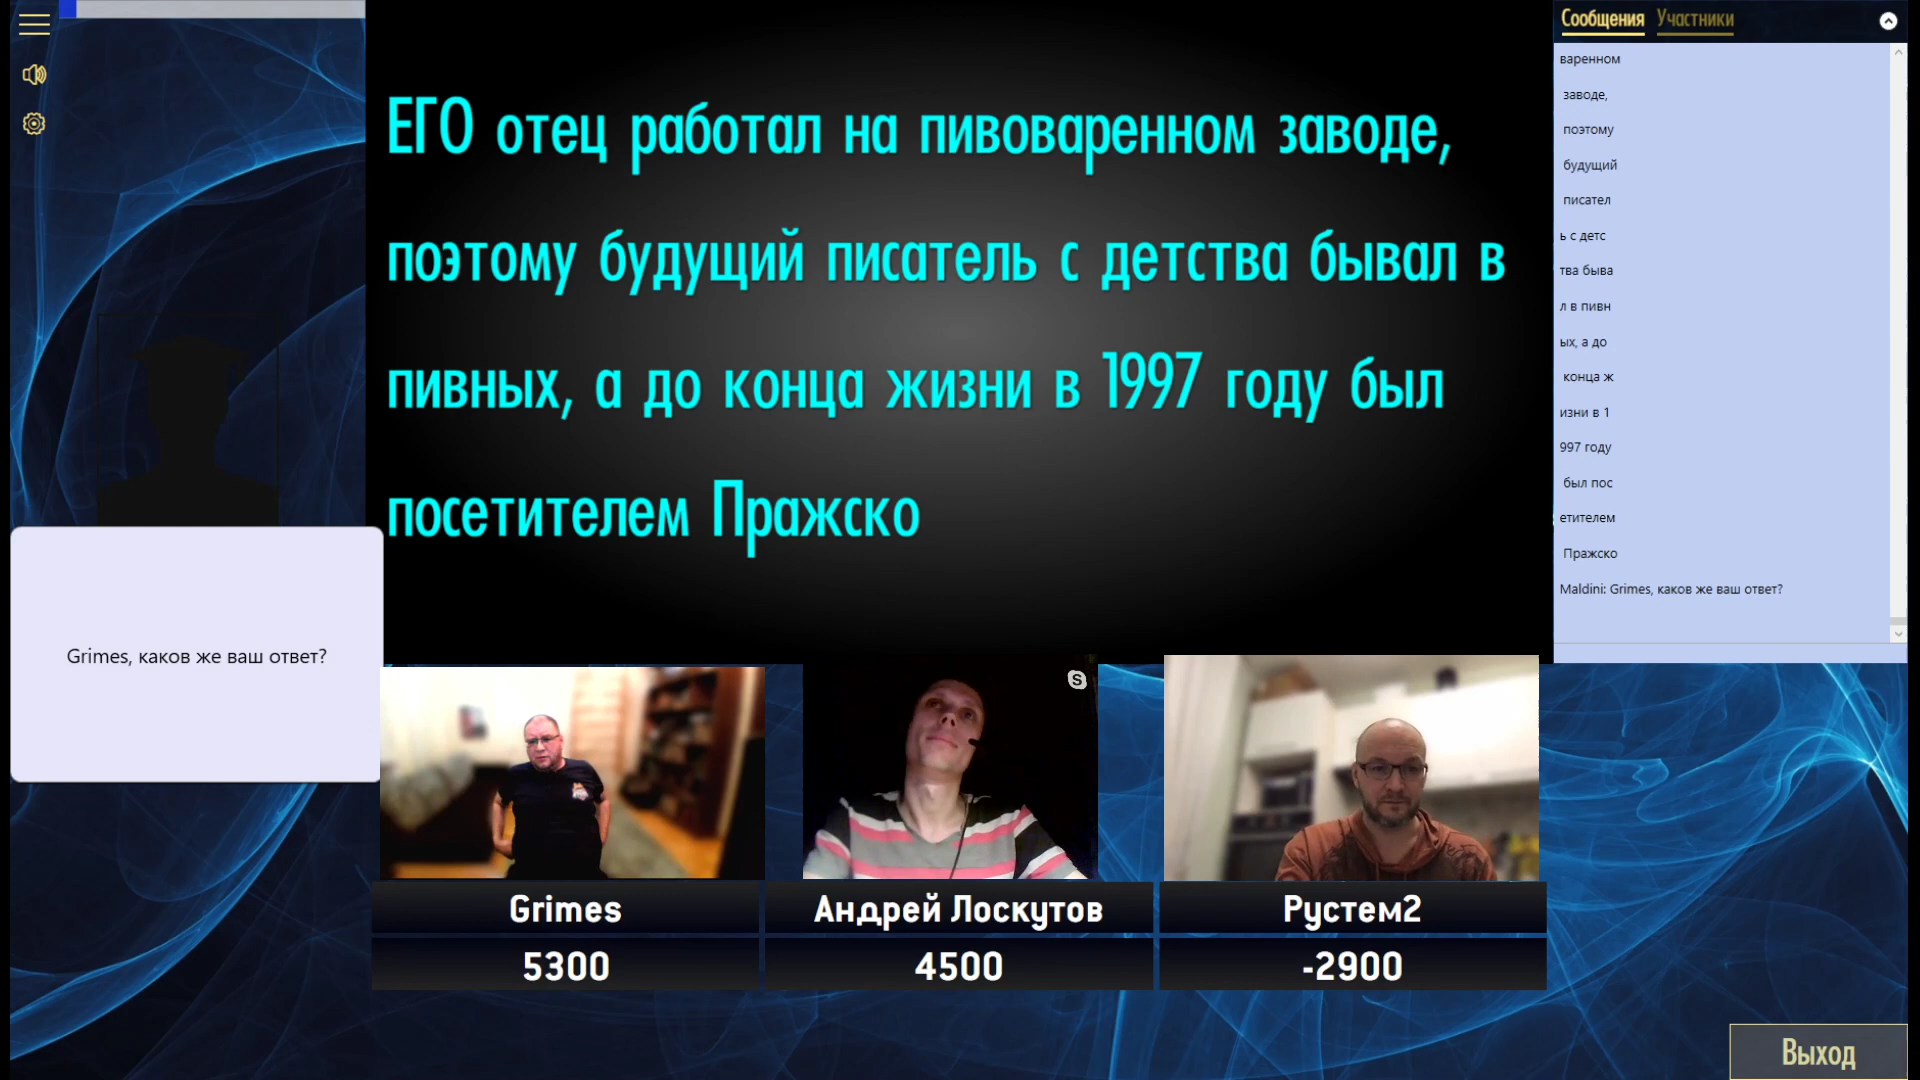 ЕГО отец работал на пивоваренном заводе,
поэтому будущий писатель с детства бывал в
пивных, а до конца жизни в 1997 году был
посетителем Пражско
Сообщения Участники
варенном
заводе,
поэтому
будущий
писател
ь с детс
тва быва
л в пивн
ых, а до
конца ж
изни в 1
997 году
был пос
етителем
Пражско
Maldini: Grimes, каков же ваш ответ?
Grimes, каков же ваш ответ?
S
Grimes
Андрей Лоскутов
Рустем2
5300
4500
-2900
Выход